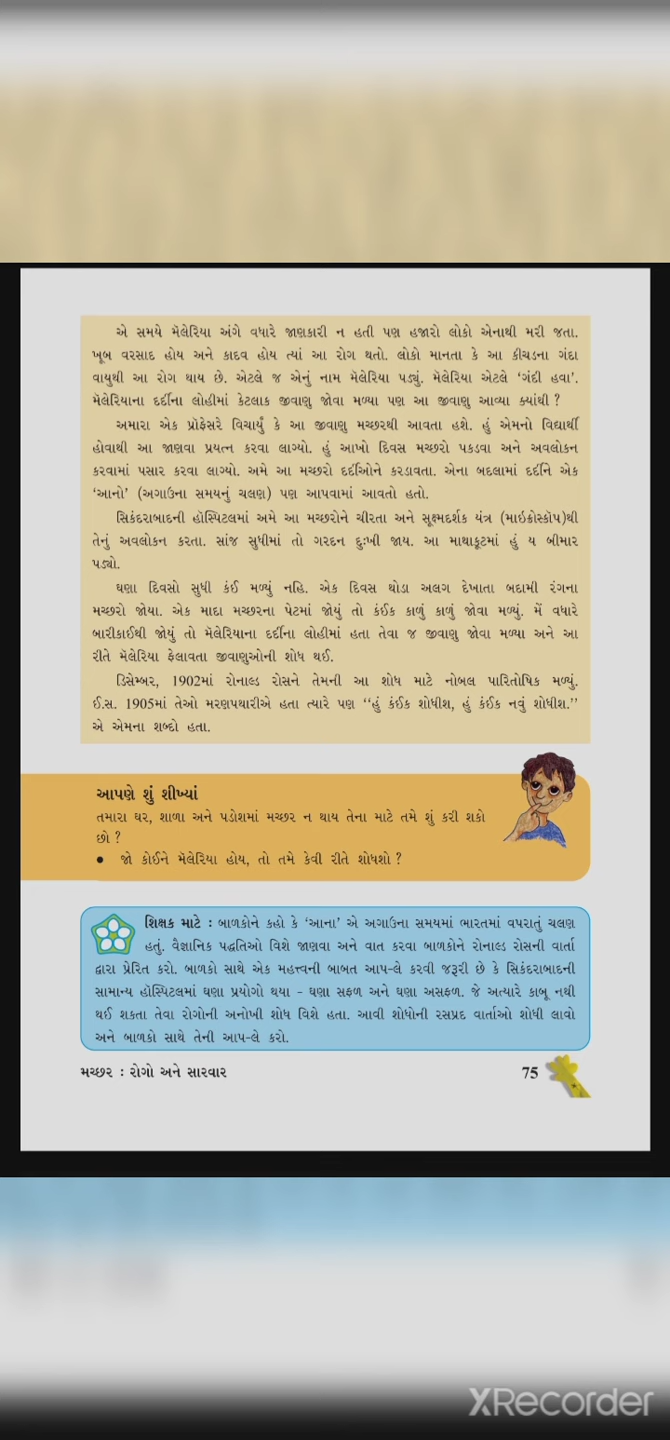 એ સમયે મૅલેરિયા અંગે વધારે જાણકારી ન હતી પણ હજારો લોકો એનાથી મરી જતા.
ખૂબ વરસાદ હોય અને કાદવ હોય ત્યાં આ રોગ થતો. લોકો માનતા કે આ કીચડના ગંદા
વાયુથી આ રોગ થાય છે. એટલે જ એનું નામ મૅલેરિયા પડ્યું. મૅલેરિયા એટલે ‘ગંદી હવા’.
મૅલેરિયાના દર્દીના લોહીમાં કેટલાક જીવાણુ જોવા મળ્યા પણ આ જીવાણુ આવ્યા ક્યાંથી ?
અમારા એક પ્રૉફેસરે વિચાર્યું કે આ જીવાણુ મચ્છરથી આવતા હશે. હું એમનો વિદ્યાર્થી
હોવાથી આ જાણવા પ્રયત્ન કરવા લાગ્યો. હું આખો દિવસ મચ્છરો પકડવા અને અવલોકન
કરવામાં પસાર કરવા લાગ્યો. અમે આ મચ્છરો દર્દીઓને કરડાવતા. એના બદલામાં દર્દીને એક
‘આનો’ (અગાઉના સમયનું ચલણ) પણ આપવામાં આવતો હતો.
સિકંદરાબાદની હૉસ્પિટલમાં અમે આ મચ્છરોને ચીરતા અને સૂક્ષ્મદર્શક યંત્ર (માઇક્રોસ્કૉપ)થી
તેનું અવલોકન કરતા. સાંજ સુધીમાં તો ગરદન દુઃખી જાય. આ માથાકૂટમાં હું ય બીમાર
પડ્યો.
ઘણા દિવસો સુધી કંઈ મળ્યું નહિ. એક દિવસ થોડા અલગ દેખાતા બદામી રંગના
મચ્છરો જોયા. એક માદા મચ્છરના પેટમાં જોયું તો કંઈક કાળું કાળું જોવા મળ્યું. મેં વધારે
બારીકાઈથી જોયું તો મૅલેરિયાના દર્દીના લોહીમાં હતા તેવા જ જીવાણુ જોવા મળ્યા અને આ
રીતે મૅલેરિયા ફેલાવતા જીવાણુઓની શોધ થઈ.
ડિસેમ્બર, 1902માં રોનાલ્ડ રોસને તેમની આ શોધ માટે નોબલ પારિતોષિક મળ્યું.
ઈ.સ. 1905માં તેઓ મરણપથારીએ હતા ત્યારે પણ ‘‘હું કંઈક શોધીશ, હું કંઈક નવું શોધીશ.’’
એ એમના શબ્દો હતા.
આપણે શું શીખ્યાં
તમારા ઘર, શાળા અને પડોશમાં મચ્છર ન થાય તેના માટે તમે શું કરી શકો
છો ?
● જો કોઈને મૅલેરિયા હોય, તો તમે કેવી રીતે શોધશો ?
શિક્ષક માટે : બાળકોને કહો કે ‘આના’ એ અગાઉના સમયમાં ભારતમાં વપરાતું ચલણ
હતું. વૈજ્ઞાનિક પદ્ધતિઓ વિશે જાણવા અને વાત કરવા બાળકોને રોનાલ્ડ રોસની વાર્તા
દ્વારા પ્રેરિત કરો. બાળકો સાથે એક મહત્ત્વની બાબત આપ-લે કરવી જરૂરી છે કે સિકંદરાબાદની
સામાન્ય હૉસ્પિટલમાં ઘણા પ્રયોગો થયા - ઘણા સફળ અને ઘણા અસફળ. જે અત્યારે કાબૂ નથી
થઈ શકતા તેવા રોગોની અનોખી શોધ વિશે હતા. આવી શોધોની રસપ્રદ વાર્તાઓ શોધી લાવો
અને બાળકો સાથે તેની આપ-લે કરો.
મચ્છર : રોગો અને સારવાર
75
XRecorder